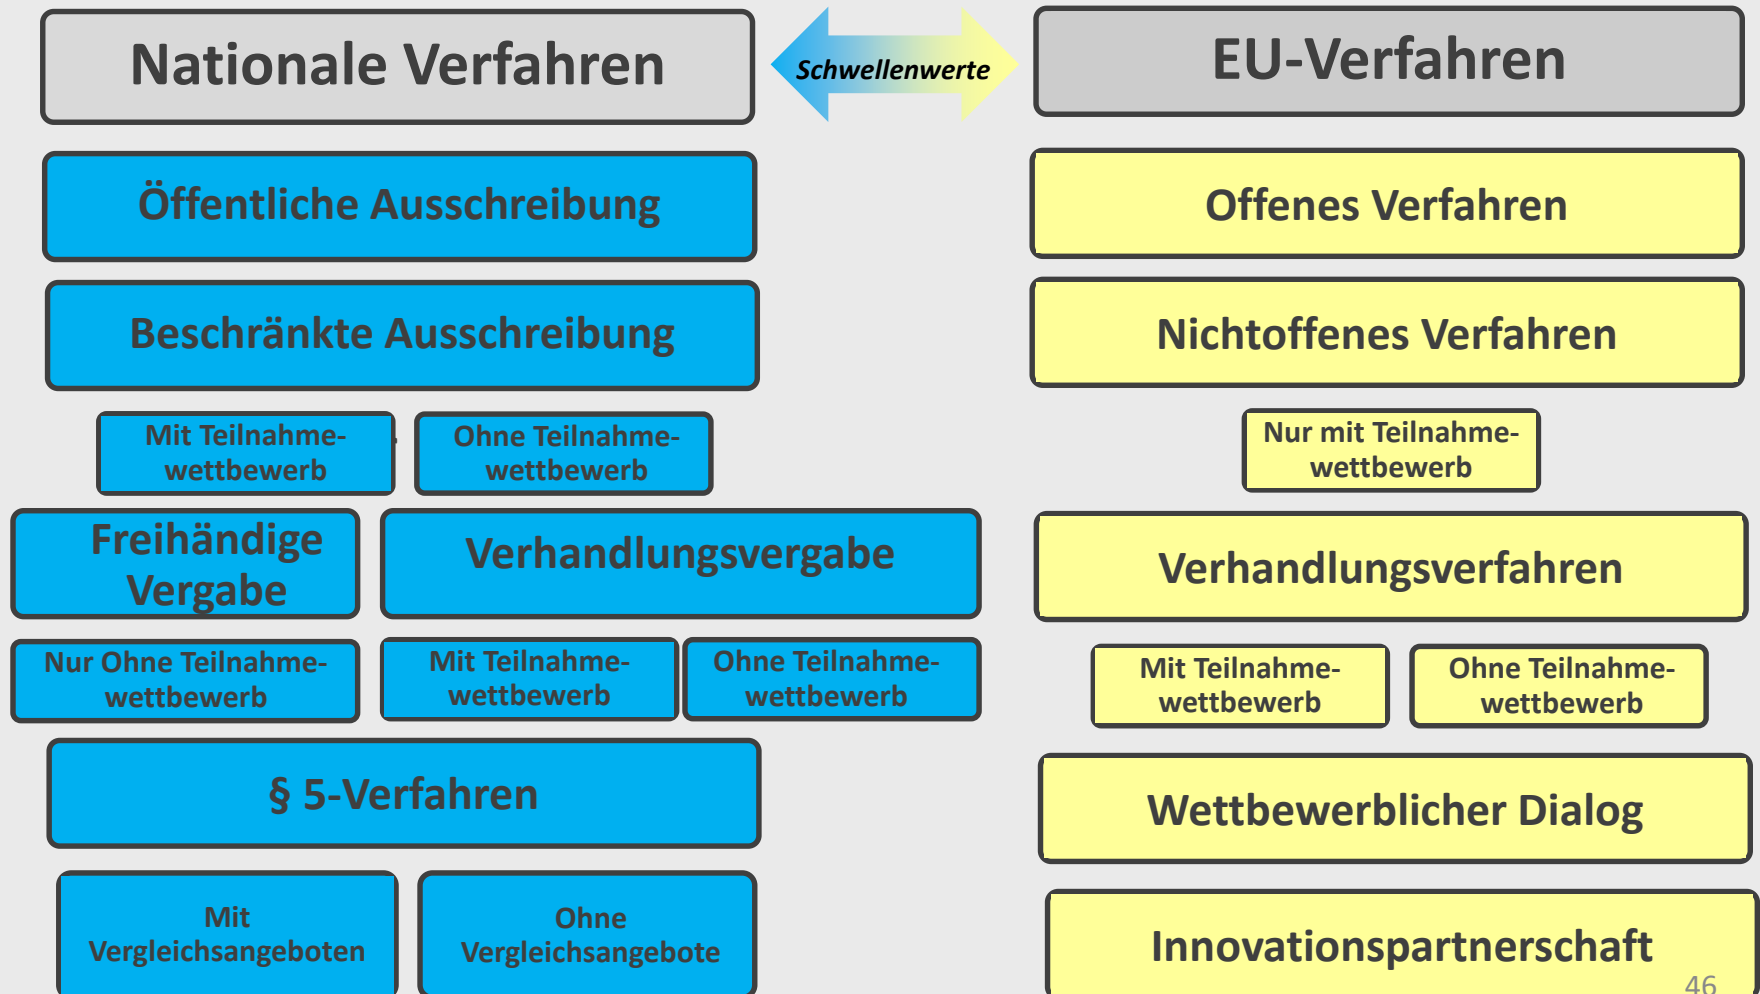 Nationale Verfahren
Schwellenwerte
EU-Verfahren
Öffentliche Ausschreibung
Offenes Verfahren
Beschränkte Ausschreibung
Nichtoffenes Verfahren
Mit Teilnahme-
wettbewerb
Ohne Teilnahme-
wettbewerb
Nur mit Teilnahme-
wettbewerb
Freihändige
Vergabe
Verhandlungsvergabe
Verhandlungsverfahren
Nur Ohne Teilnahme-
wettbewerb
Mit Teilnahme-
wettbewerb
Ohne Teilnahme-
wettbewerb
Mit Teilnahme-
wettbewerb
Ohne Teilnahme-
wettbewerb
§ 5-Verfahren
Wettbewerblicher Dialog
Mit
Vergleichsangeboten
Ohne
Vergleichsangebote
Innovationspartnerschaft
46